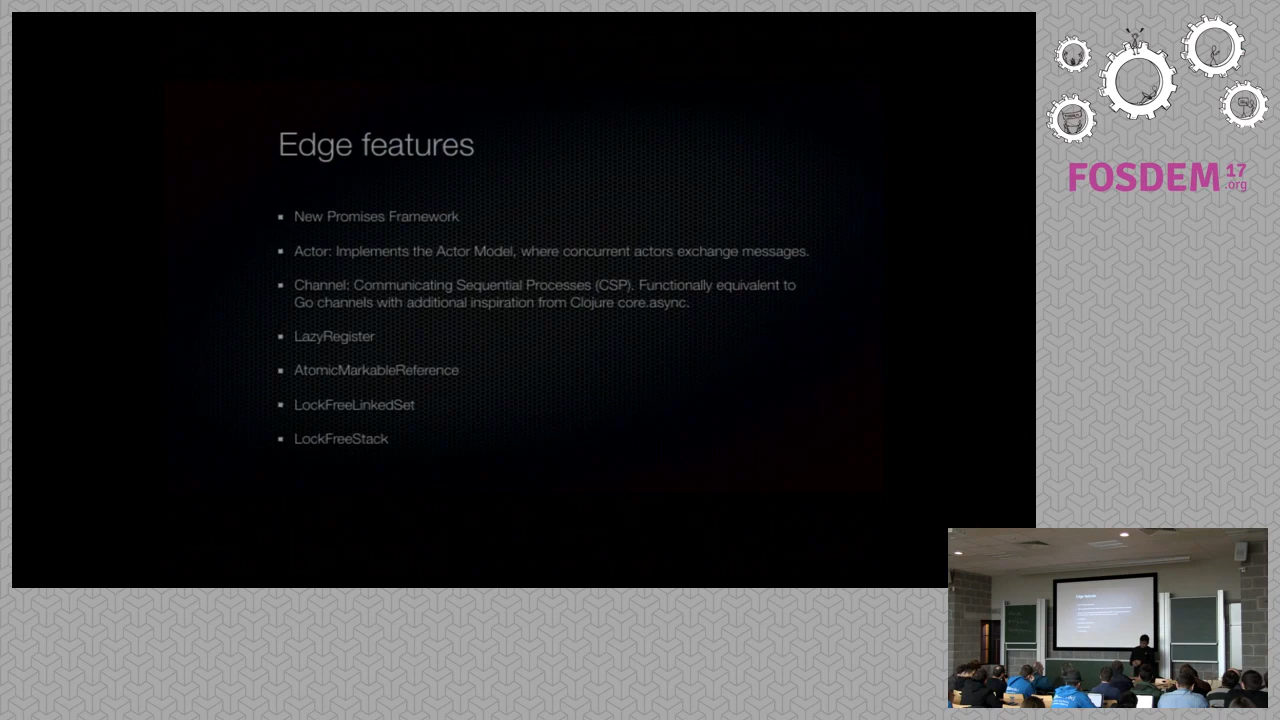 Edge features
▪ New Promises Framework
▪ Actor: Implements the Actor Model, where concurrent actors exchange messages.
▪ Channel: Communicating Sequential Processes (CSP). Functionally equivalent to
Go channels with additional inspiration from Clojure core.async.
▪ LazyRegister
▪ AtomicMarkableReference
▪ LockFreeLinkedSet
▪ LockFreeStack
FOSDEM 17
.org
Edge features